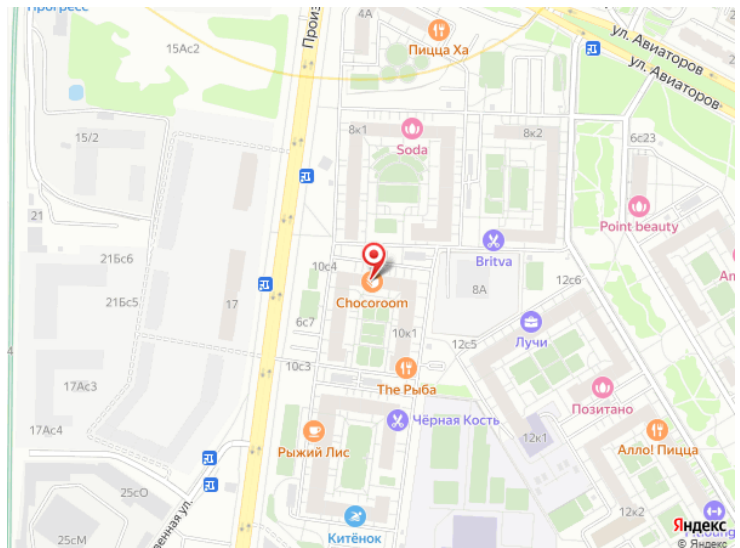 Прогресс
4А
ул. Авиаторов
15Ас2
Пицца Ха
ул. Авиаторов
8к1
8к2
Soda
15/2
6с23
21
Point beauty
21Бс6
10с4
Britva
12с6
21Бс5
17
Chocoroom
8А
6с7
10к1
Лучи
12с5
10с3
17Ас3
The Рыба
Позитано
17Ас4
Чёрная Кость
Рыжий Лис
12к1
Алло! Пицца
25сО
12к2
Китёнок
Яндекс
25сМ
© Яндекс